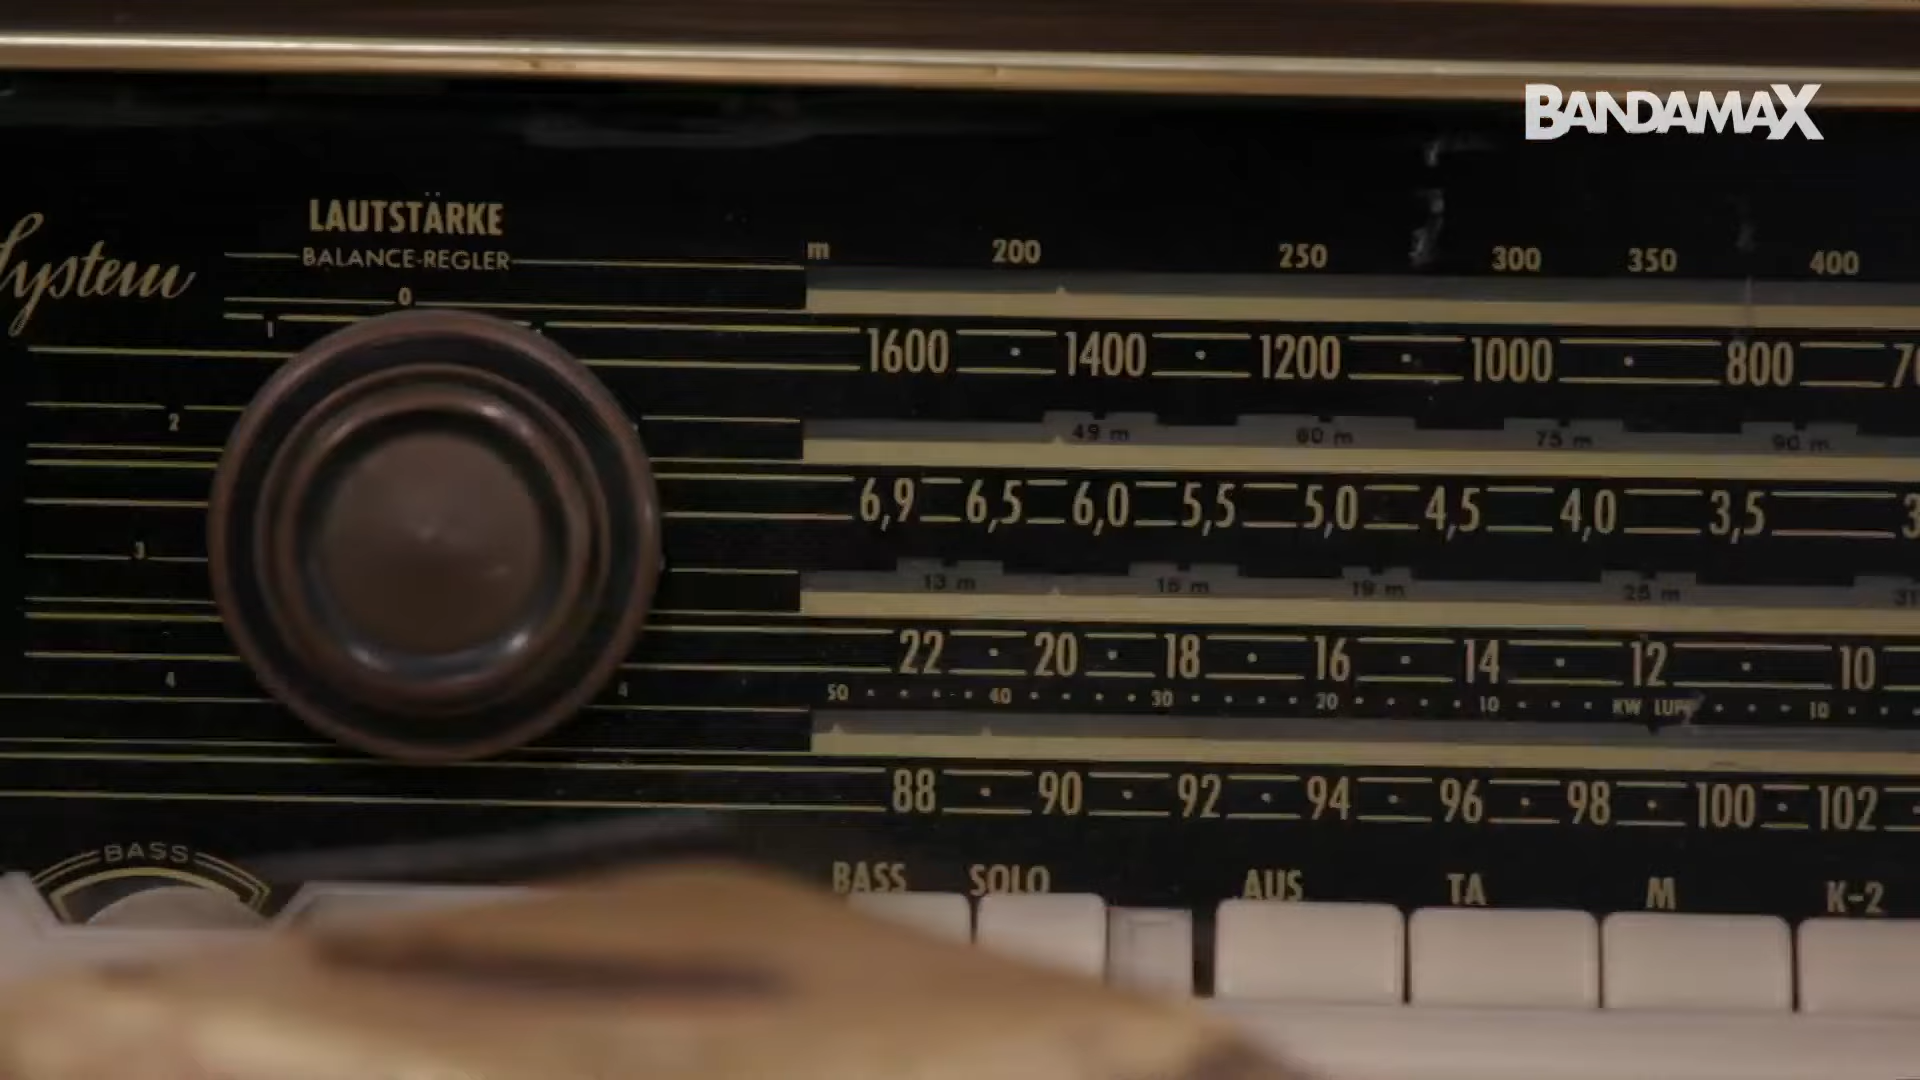 BANDAMAX
System
LAUTSTÄRKE
BALANCE-REGLER
0
1
2
3
4
4
m 200 250 300 350 400
1600 · 1400 · 1200 · 1000 · 800
49 m 60 m 75 m 90 m
6,9 6,5 6,0 5,5 5,0 4,5 4,0 3,5
13 m 16 m 19 m 25 m
22 · 20 · 18 · 16 · 14 · 12 · 10
50 40 30 20 10 KW 10
88 · 90 · 92 · 94 · 96 · 98 · 100 · 102
BASS
BASS SOLO AUS TA M K-2